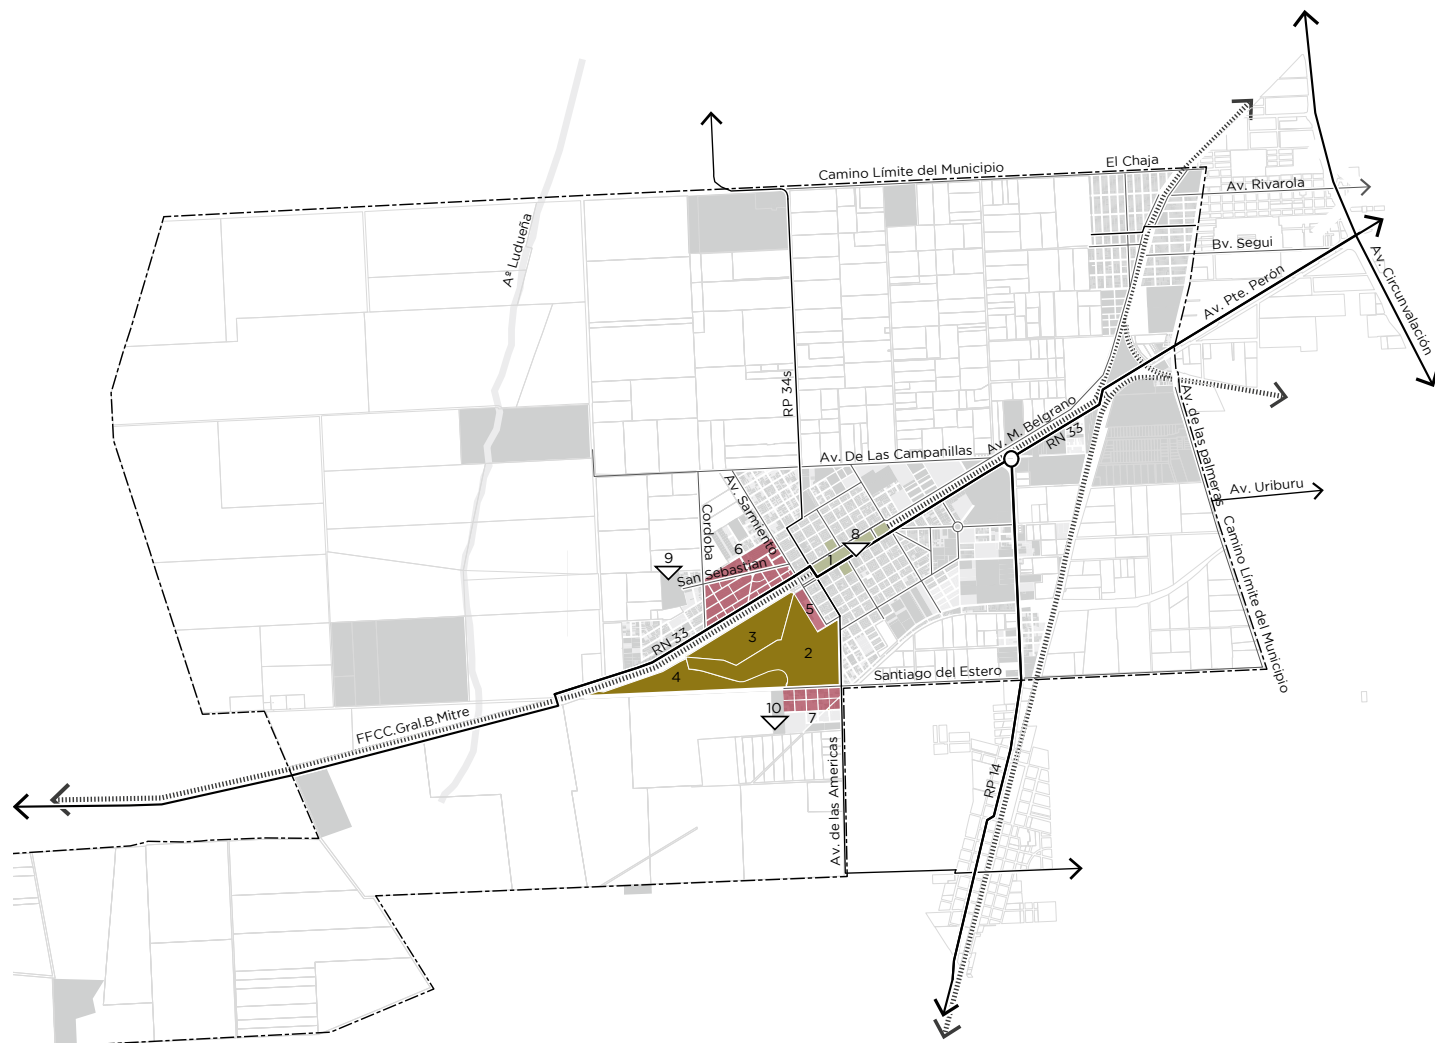 El Chaja
Camino Límite del Municipio
Av. Rivarola
Aº Ludueña
Bv. Segui
Av. Pte. Perón
Av. Circunvalación
RP 34s
Av. M. Belgrano
RN 33
Av. de las palmeras
Av. De Las Campanillas
Av. Uriburu
Av. Sarmiento
Cordoba
8
6
1
9
San Sebastian
5
Camino Límite del Municipio
3
RN 33
2
4
Santiago del Estero
10
7
FFCC.Gral.B.Mitre
Av. de las Americas
RP 14